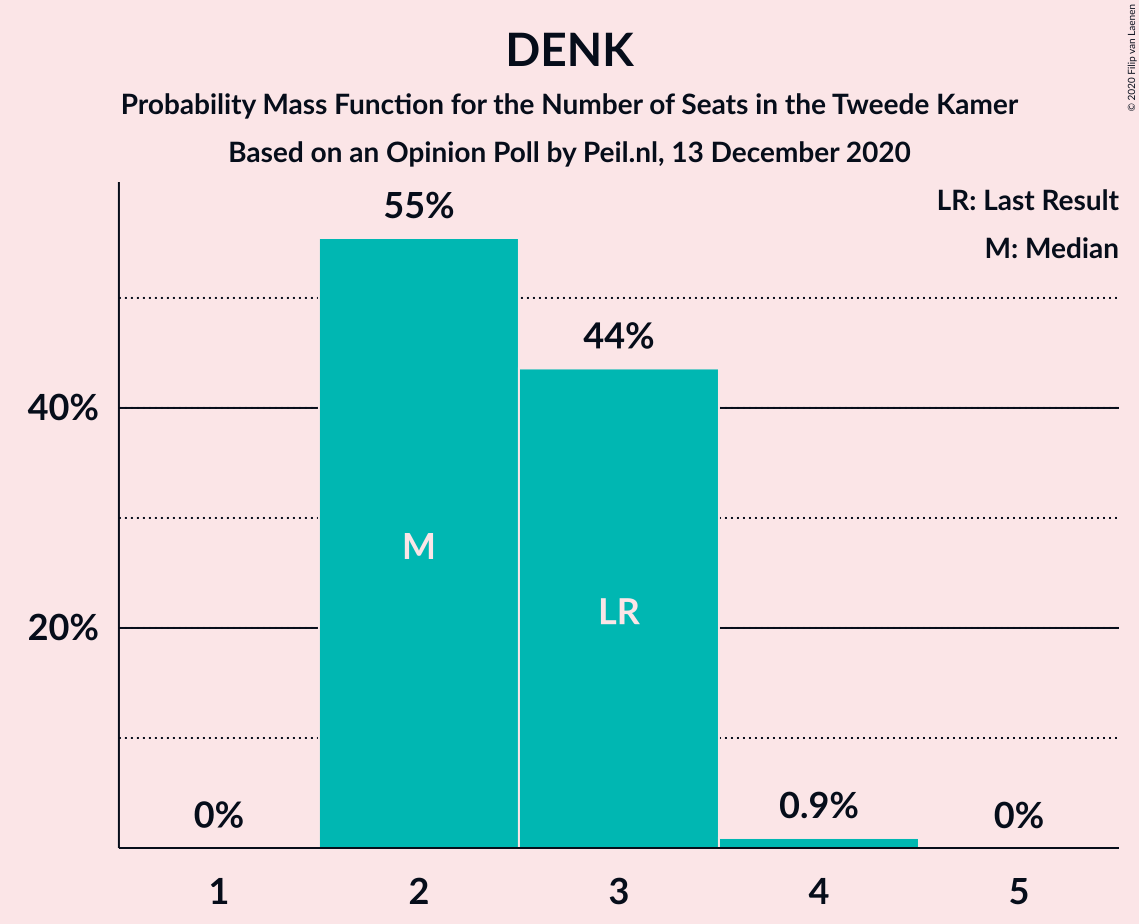 DENK
Probability Mass Function for the Number of Seats in the Tweede Kamer
Based on an Opinion Poll by Peil.nl, 13 December 2020
© 2020 Filip van Laenen
LR: Last Result
M: Median
55%
44%
40%
M
LR
20%
0%
0.9%
0%
1 2 3 4 5